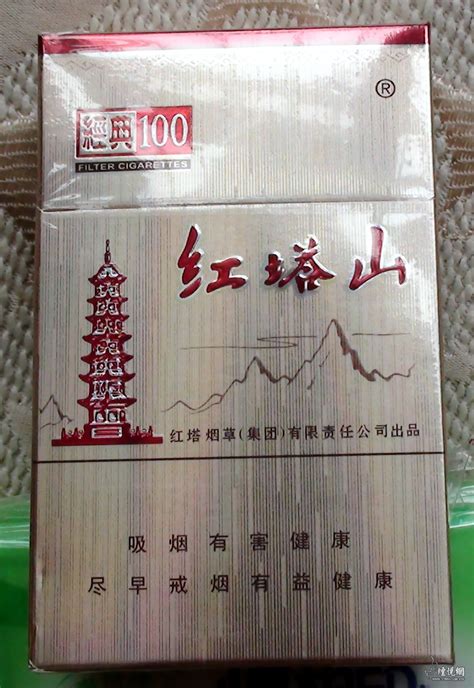 ®
經典100
FILTER CIGARETTES
红塔山
红塔烟草(集团)有限责任公司出品
吸烟有害健康
尽早戒烟有益健康